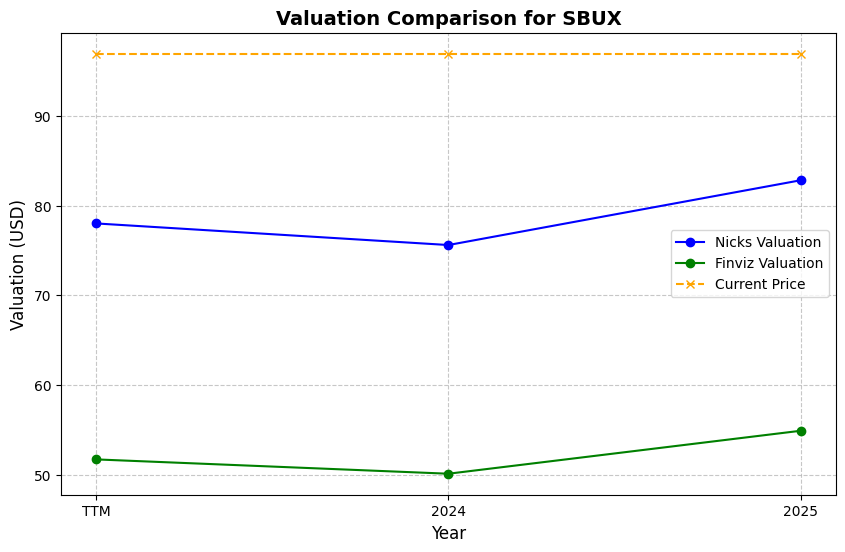 Valuation Comparison for SBUX
Valuation (USD)
90
80
70
60
50
Nicks Valuation
Finviz Valuation
Current Price
TTM
2024
2025
Year